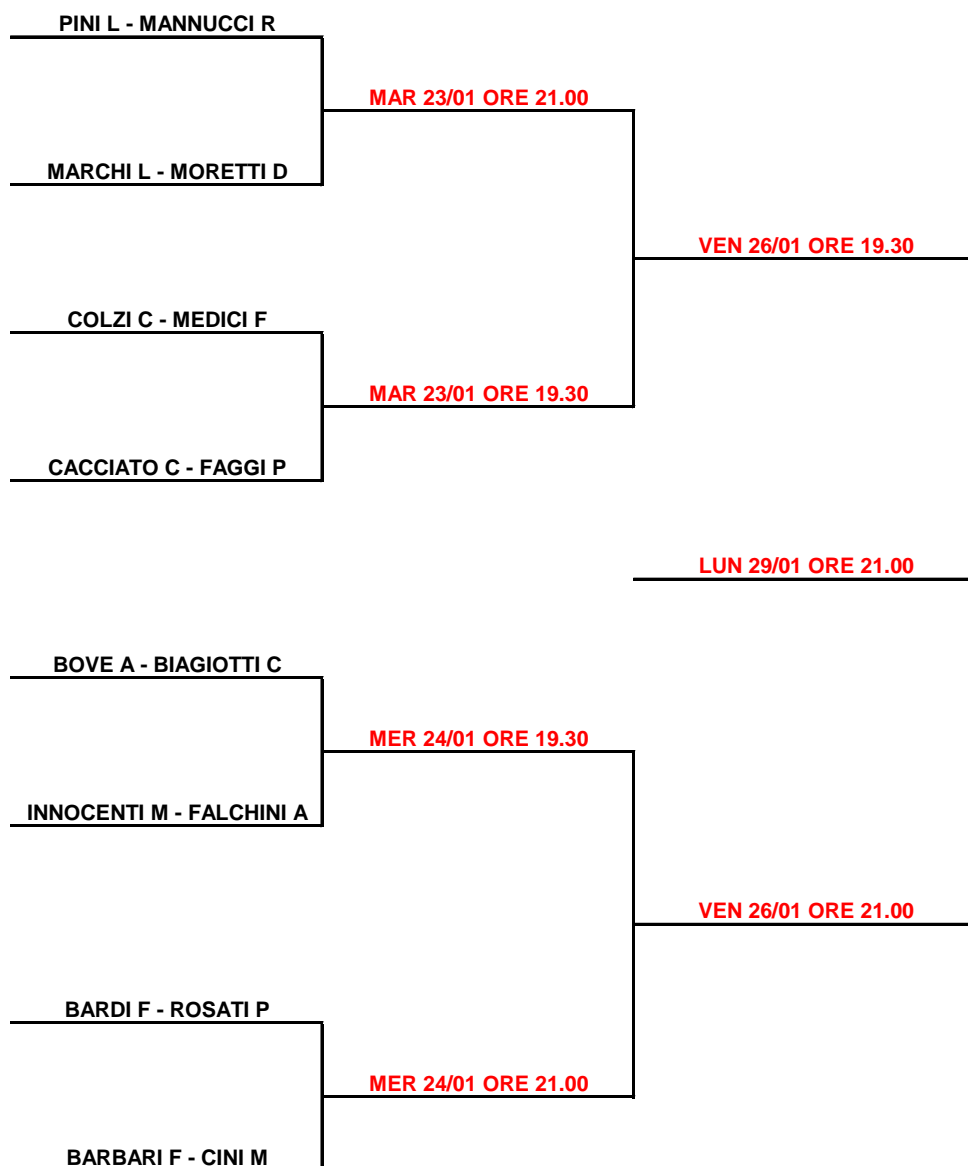 PINI L - MANNUCCI R
MAR 23/01 ORE 21.00
MARCHI L - MORETTI D
VEN 26/01 ORE 19.30
COLZI C - MEDICI F
MAR 23/01 ORE 19.30
CACCIATO C - FAGGI P
LUN 29/01 ORE 21.00
BOVE A - BIAGIOTTI C
MER 24/01 ORE 19.30
INNOCENTI M - FALCHINI A
VEN 26/01 ORE 21.00
BARDI F - ROSATI P
MER 24/01 ORE 21.00
BARBARI F - CINI M